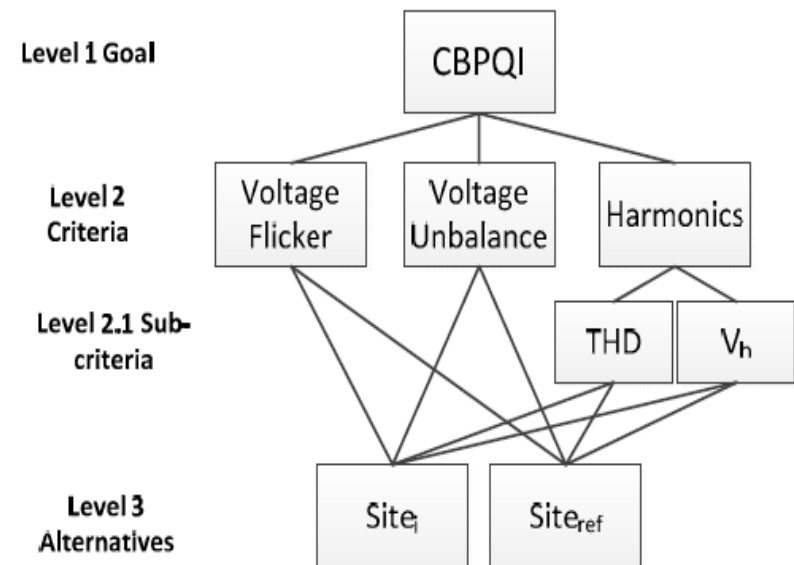 Level 1 Goal
CBPQI
Level 2
Criteria
Voltage
Flicker
Voltage
Unbalance
Harmonics
Level 2.1 Sub-
criteria
THD
Vh
Level 3
Alternatives
Sitei
Siteref